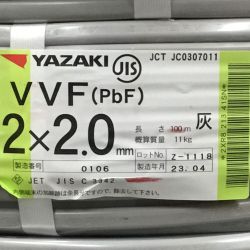 YAZAKI JIS JCT JC0307011
VVF(PbF) 灰
2×2.0mm
長さ 100m
概算質量 11kg
ロットNo. Z-1118
製造番号 0106 製造年月 23.04
JET JIS C 3342